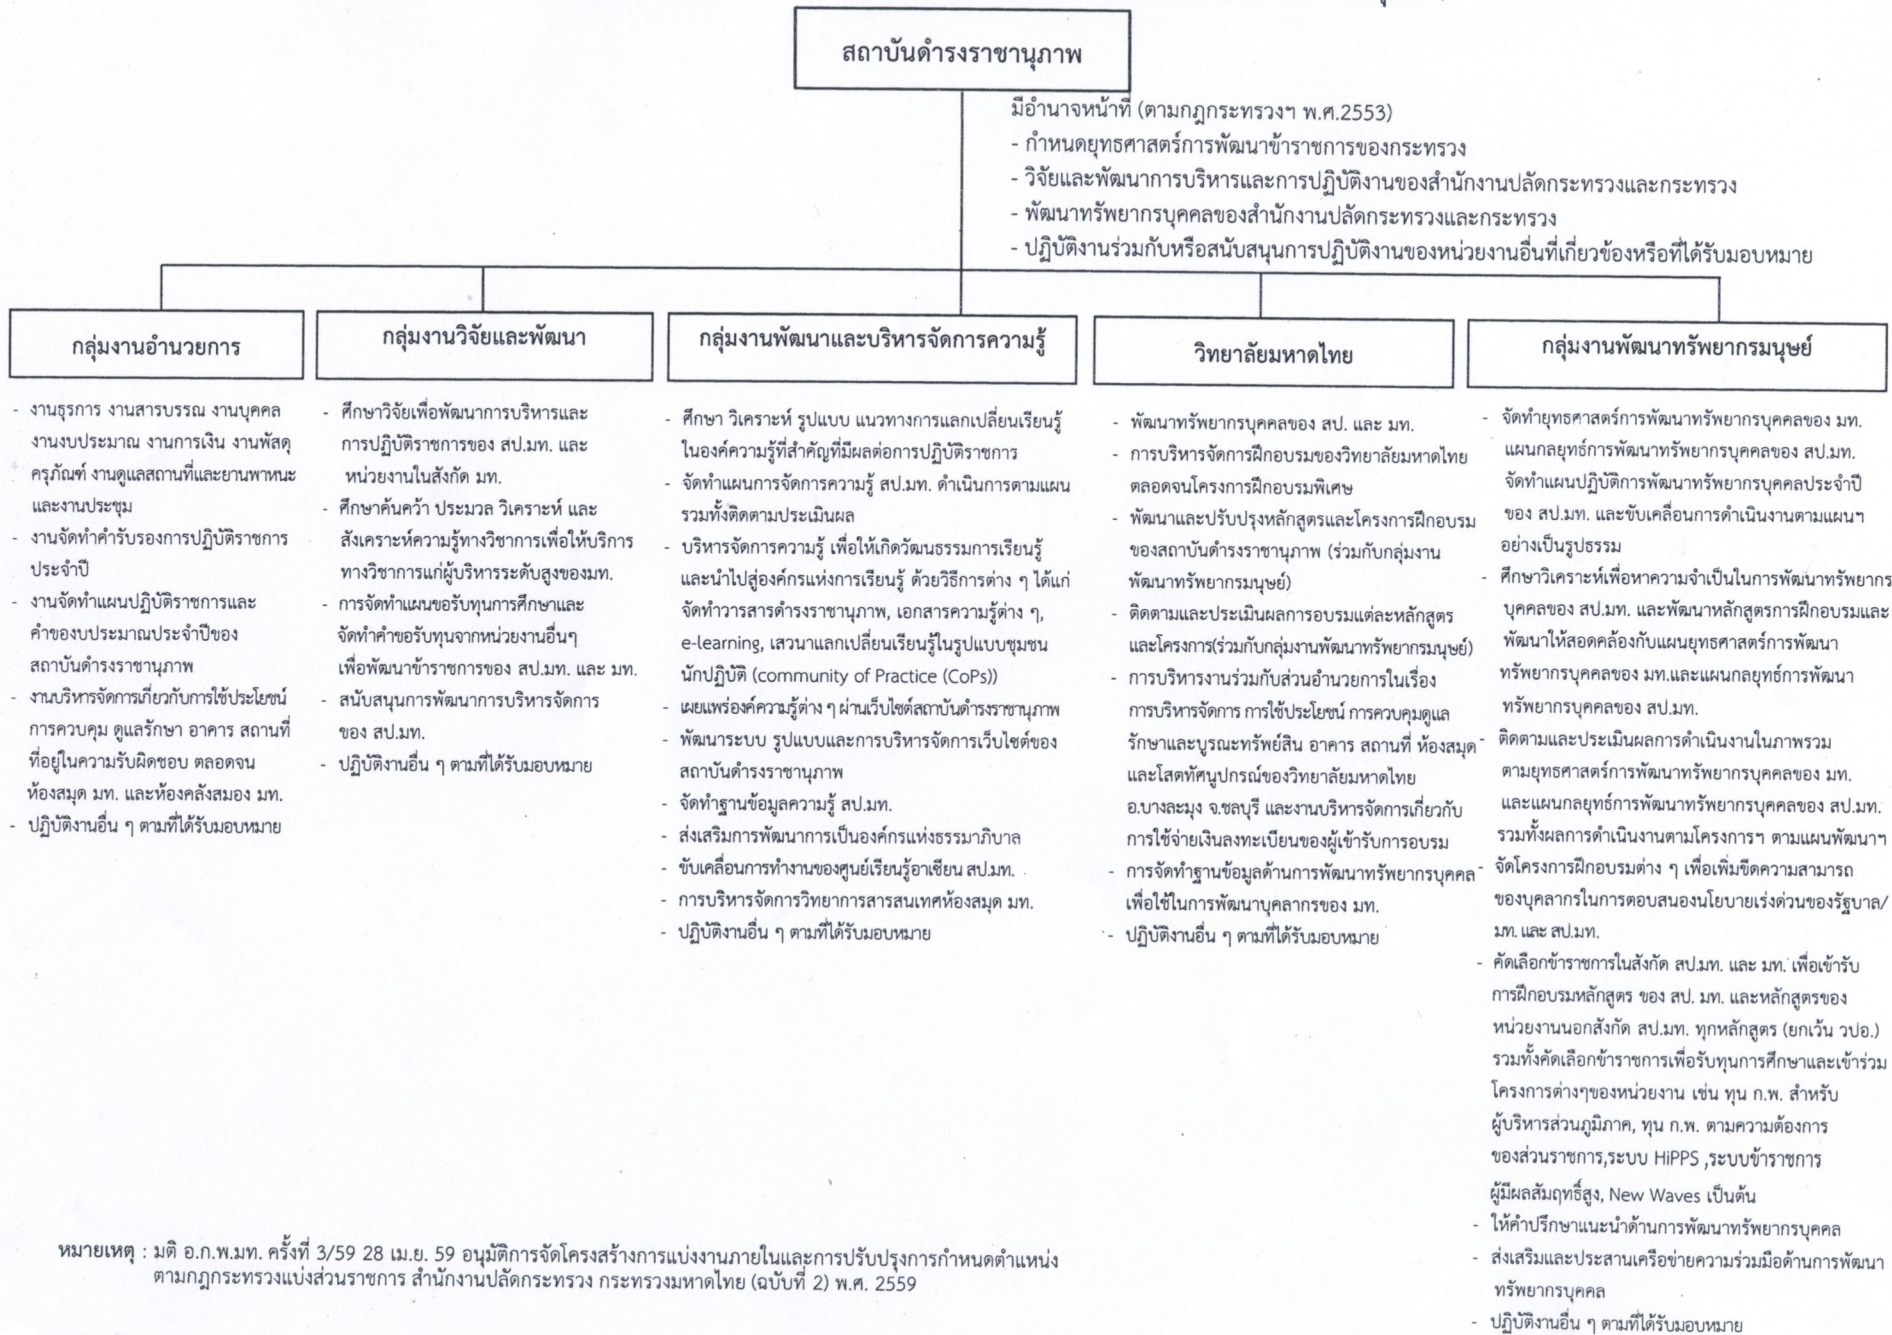 สถาบันดำรงราชานุภาพ
มีอำนาจหน้าที่ (ตามกฎกระทรวงฯ พ.ศ.2553)
- กำหนดยุทธศาสตร์การพัฒนาข้าราชการของกระทรวง
- วิจัยและพัฒนาการบริหารและการปฏิบัติงานของสำนักงานปลัดกระทรวงและกระทรวง
- พัฒนาทรัพยากรบุคคลของสำนักงานปลัดกระทรวงและกระทรวง
- ปฏิบัติงานร่วมกับหรือสนับสนุนการปฏิบัติงานของหน่วยงานอื่นที่เกี่ยวข้องหรือที่ได้รับมอบหมาย
กลุ่มงานอำนวยการ
- งานธุรการ งานสารบรรณ งานบุคคล
งานงบประมาณ งานการเงิน งานพัสดุ
ครุภัณฑ์ งานดูแลสถานที่และยานพาหนะ
และงานประชุม
- งานจัดทำคำรับรองการปฏิบัติราชการ
ประจำปี
- งานจัดทำแผนปฏิบัติราชการและ
คำของบประมาณประจำปีของ
สถาบันดำรงราชานุภาพ
- งานบริหารจัดการเกี่ยวกับการใช้ประโยชน์
การควบคุม ดูแลรักษา อาคาร สถานที่
ที่อยู่ในความรับผิดชอบ ตลอดจน
ห้องสมุด มท. และห้องคลังสมอง มท.
- ปฏิบัติงานอื่น ๆ ตามที่ได้รับมอบหมาย
กลุ่มงานวิจัยและพัฒนา
- ศึกษาวิจัยเพื่อพัฒนาการบริหารและ
การปฏิบัติราชการของ สป.มท. และ
หน่วยงานในสังกัด มท.
- ศึกษาค้นคว้า ประมวล วิเคราะห์ และ
สังเคราะห์ความรู้ทางวิชาการเพื่อให้บริการ
ทางวิชาการแก่ผู้บริหารระดับสูงของมท.
- การจัดทำแผนขอรับทุนการศึกษาและ
จัดทำคำขอรับทุนจากหน่วยงานอื่นๆ
เพื่อพัฒนาข้าราชการของ สป.มท. และ มท.
- สนับสนุนการพัฒนาการบริหารจัดการ
ของ สป.มท.
- ปฏิบัติงานอื่น ๆ ตามที่ได้รับมอบหมาย
กลุ่มงานพัฒนาและบริหารจัดการความรู้
- ศึกษา วิเคราะห์ รูปแบบ แนวทางการแลกเปลี่ยนเรียนรู้
ในองค์ความรู้ที่สำคัญที่มีผลต่อการปฏิบัติราชการ
- จัดทำแผนการจัดการความรู้ สป.มท. ดำเนินการตามแผน
รวมทั้งติดตามประเมินผล
- บริหารจัดการความรู้ เพื่อให้เกิดวัฒนธรรมการเรียนรู้
และนำไปสู่องค์กรแห่งการเรียนรู้ ด้วยวิธีการต่าง ๆ ได้แก่
จัดทำวารสารดำรงราชานุภาพ, เอกสารความรู้ต่าง ๆ,
e-learning, เสวนาแลกเปลี่ยนเรียนรู้ในรูปแบบชุมชน
นักปฏิบัติ (community of Practice (CoPs))
- เผยแพร่องค์ความรู้ต่าง ๆ ผ่านเว็บไซต์สถาบันดำรงราชานุภาพ
- พัฒนาระบบ รูปแบบและการบริหารจัดการเว็บไซต์ของ
สถาบันดำรงราชานุภาพ
- จัดทำฐานข้อมูลความรู้ สป.มท.
- ส่งเสริมการพัฒนาการเป็นองค์กรแห่งธรรมาภิบาล
- ขับเคลื่อนการทำงานของศูนย์เรียนรู้อาเซียน สป.มท.
- การบริหารจัดการวิทยาการสารสนเทศห้องสมุด มท.
- ปฏิบัติงานอื่น ๆ ตามที่ได้รับมอบหมาย
วิทยาลัยมหาดไทย
- พัฒนาทรัพยากรบุคคลของ สป. และ มท.
- การบริหารจัดการฝึกอบรมของวิทยาลัยมหาดไทย
ตลอดจนโครงการฝึกอบรมพิเศษ
- พัฒนาและปรับปรุงหลักสูตรและโครงการฝึกอบรม
ของสถาบันดำรงราชานุภาพ (ร่วมกับกลุ่มงาน
พัฒนาทรัพยากรมนุษย์)
- ติดตามและประเมินผลการอบรมแต่ละหลักสูตร
และโครงการ(ร่วมกับกลุ่มงานพัฒนาทรัพยากรมนุษย์)
- การบริหารงานร่วมกับส่วนอำนวยการในเรื่อง
การบริหารจัดการ การใช้ประโยชน์ การควบคุมดูแล
รักษาและบูรณะทรัพย์สิน อาคาร สถานที่ ห้องสมุด
และโสตทัศนูปกรณ์ของวิทยาลัยมหาดไทย
อ.บางละมุง จ.ชลบุรี และงานบริหารจัดการเกี่ยวกับ
การใช้จ่ายเงินลงทะเบียนของผู้เข้ารับการอบรม
- การจัดทำฐานข้อมูลด้านการพัฒนาทรัพยากรบุคคล
เพื่อใช้ในการพัฒนาบุคลากรของ มท.
- ปฏิบัติงานอื่น ๆ ตามที่ได้รับมอบหมาย
กลุ่มงานพัฒนาทรัพยากรมนุษย์
- จัดทำยุทธศาสตร์การพัฒนาทรัพยากรบุคคลของ มท.
แผนกลยุทธ์การพัฒนาทรัพยากรบุคคลของ สป.มท.
จัดทำแผนปฏิบัติการพัฒนาทรัพยากรบุคคลประจำปี
ของ สป.มท. และขับเคลื่อนการดำเนินงานตามแผนฯ
อย่างเป็นรูปธรรม
- ศึกษาวิเคราะห์เพื่อหาความจำเป็นในการพัฒนาทรัพยากร
บุคคลของ สป.มท. และพัฒนาหลักสูตรการฝึกอบรมและ
พัฒนาให้สอดคล้องกับแผนยุทธศาสตร์การพัฒนา
ทรัพยากรบุคคลของ มท.และแผนกลยุทธ์การพัฒนา
ทรัพยากรบุคคลของ สป.มท.
- ติดตามและประเมินผลการดำเนินงานในภาพรวม
ตามยุทธศาสตร์การพัฒนาทรัพยากรบุคคลของ มท.
และแผนกลยุทธ์การพัฒนาทรัพยากรบุคคลของ สป.มท.
รวมทั้งผลการดำเนินงานตามโครงการฯ ตามแผนพัฒนาฯ
- จัดโครงการฝึกอบรมต่าง ๆ เพื่อเพิ่มขีดความสามารถ
ของบุคลากรในการตอบสนองนโยบายเร่งด่วนของรัฐบาล/
มท. และ สป.มท.
- คัดเลือกข้าราชการในสังกัด สป.มท. และ มท. เพื่อเข้ารับ
การฝึกอบรมหลักสูตร ของ สป. มท. และหลักสูตรของ
หน่วยงานนอกสังกัด สป.มท. ทุกหลักสูตร (ยกเว้น วปอ.)
รวมทั้งคัดเลือกข้าราชการเพื่อรับทุนการศึกษาและเข้าร่วม
โครงการต่างๆของหน่วยงาน เช่น ทุน ก.พ. สำหรับ
ผู้บริหารส่วนภูมิภาค, ทุน ก.พ. ตามความต้องการ
ของส่วนราชการ,ระบบ HiPPS ,ระบบข้าราชการ
ผู้มีผลสัมฤทธิ์สูง, New Waves เป็นต้น
- ให้คำปรึกษาแนะนำด้านการพัฒนาทรัพยากรบุคคล
- ส่งเสริมและประสานเครือข่ายความร่วมมือด้านการพัฒนา
ทรัพยากรบุคคล
- ปฏิบัติงานอื่น ๆ ตามที่ได้รับมอบหมาย
หมายเหตุ : มติ อ.ก.พ.มท. ครั้งที่ 3/59 28 เม.ย. 59 อนุมัติการจัดโครงสร้างการแบ่งงานภายในและการปรับปรุงการกำหนดตำแหน่ง
ตามกฎกระทรวงแบ่งส่วนราชการ สำนักงานปลัดกระทรวง กระทรวงมหาดไทย (ฉบับที่ 2) พ.ศ. 2559